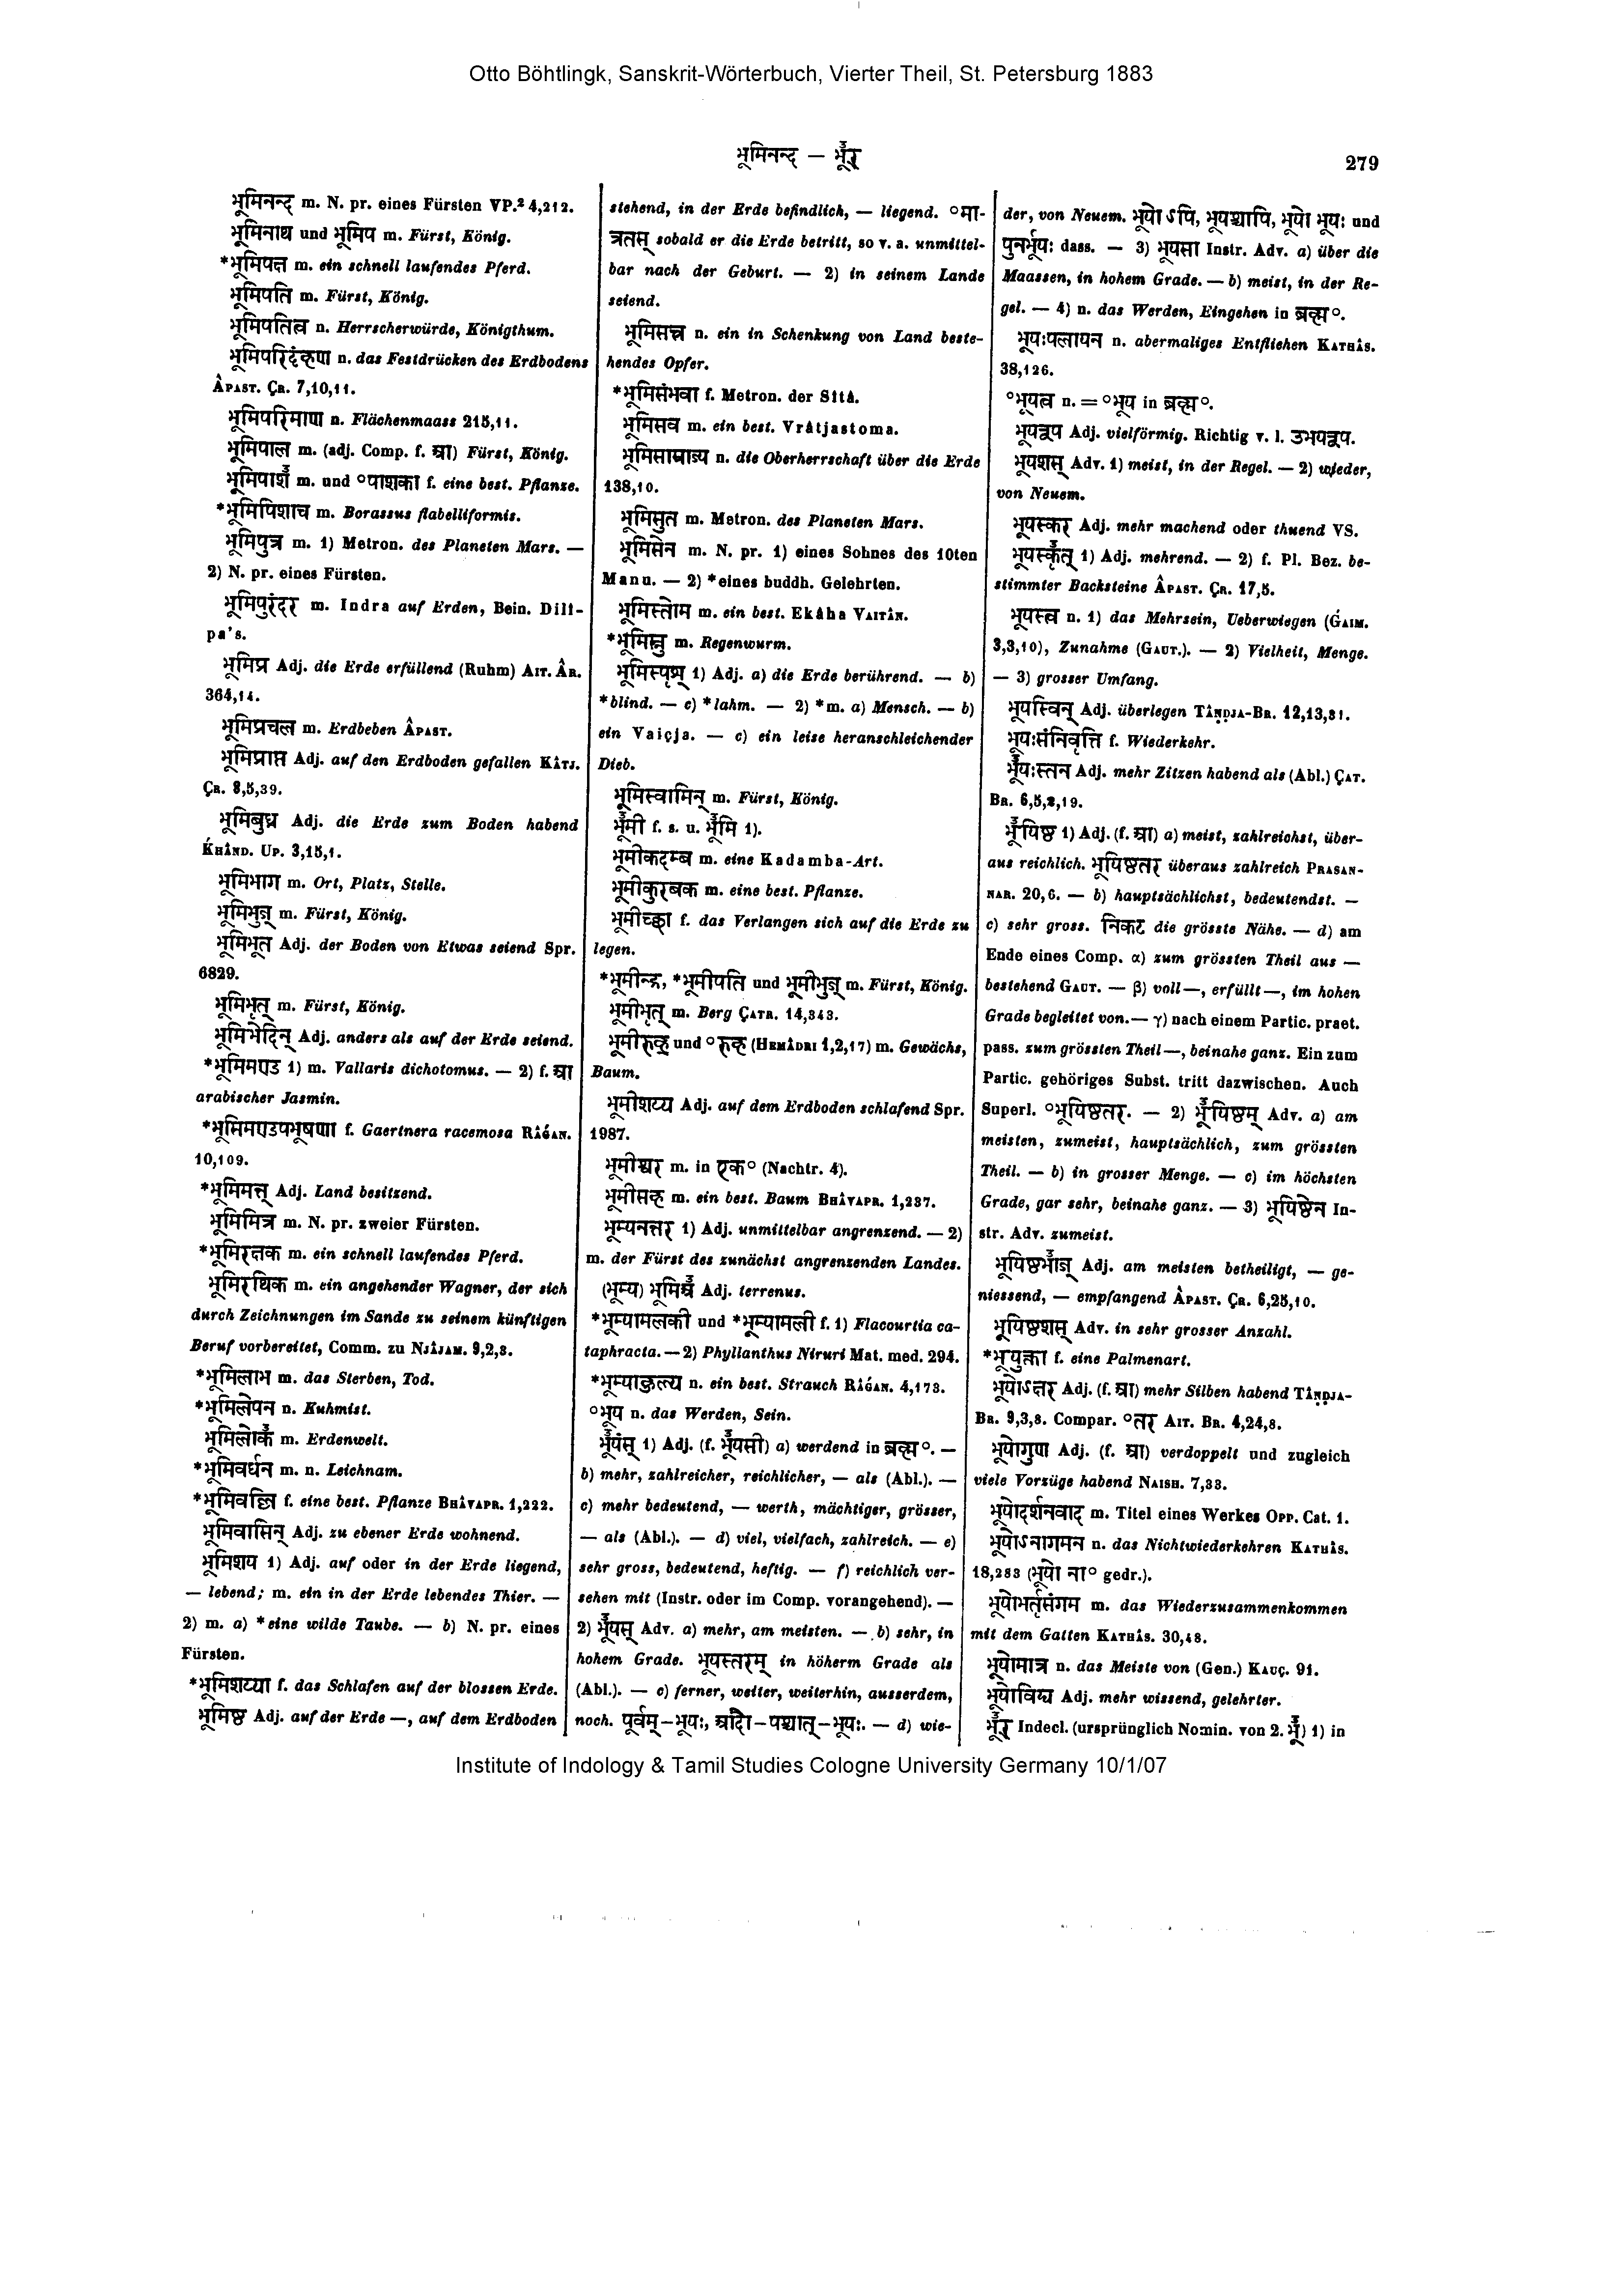 Otto Böhtlingk, Sanskrit-Wörterbuch, Vierter Theil, St. Petersburg 1883
भूमिनन्द — भूँर्
279
भूमिनन्द m. N. pr. eines Fürsten VP.² 4,212.
भूमिनाथ und भूमिप m. Fürst, König.
*भूमिपक्ष m. ein schnell laufendes Pferd.
भूमिपति m. Fürst, König.
भूमिपतित्व n. Herrscherwürde, Königthum.
भूमिपरिदृंहण n. das Festdrücken des Erdbodens
Âpast. Çr. 7,10,11.
भूमिपरिमाण n. Flächenmaass 215,11.
भूमिपाल m. (adj. Comp. f. आ) Fürst, König.
भूमिपाशँ m. und °पाशका f. eine best. Pflanze.
*भूमिपिशाच m. Borassus flabelliformis.
भूमिपुत्र m. 1) Metron. des Planeten Mars. —
2) N. pr. eines Fürsten.
भूमिपुरंदर m. Indra auf Erden, Bein. Dilî-
pa's.
भूमिप्र Adj. die Erde erfüllend (Ruhm) Ait. Âr.
364,14.
भूमिप्रचल m. Erdbeben Âpast.
भूमिप्राप्त Adj. auf den Erdboden gefallen Kâtj.
Çr. 8,5,39.
भूमिबुध्न Adj. die Erde zum Boden habend
Ḱhând. Up. 3,15,1.
भूमिभाग m. Ort, Platz, Stelle.
भूमिभुज् m. Fürst, König.
भूमिभूत Adj. der Boden von Etwas seiend Spr.
6829.
भूमिभृत् m. Fürst, König.
भूमिभेदिन् Adj. anders als auf der Erde seiend.
*भूमिमण्ड 1) m. Vallaris dichotomus. — 2) f. आ
arabischer Jasmin.
*भूमिमण्डपभूषणा f. Gaertnera racemosa Râǵan.
10,109.
*भूमिमत्त् Adj. Land besitzend.
भूमिमित्र m. N. pr. zweier Fürsten.
*भूमिरक्षक m. ein schnell laufendes Pferd.
भूमिरथिक m. ein angehender Wagner, der sich
durch Zeichnungen im Sande zu seinem künftigen
Beruf vorbereitet, Comm. zu Njâjam. 9,2,3.
*भूमिलाभ m. das Sterben, Tod.
*भूमिलेपन n. Kuhmist.
भूमिलोकँ m. Erdenwelt.
*भूमिवर्धन m. n. Leichnam.
*भूमिवल्लि f. eine best. Pflanze Bhâvapr. 1,222.
भूमिवासिन् Adj. zu ebener Erde wohnend.
भूमिशय 1) Adj. auf oder in der Erde liegend,
— lebend; m. ein in der Erde lebendes Thier. —
2) m. a) *eine wilde Taube. — b) N. pr. eines
Fürsten.
*भूमिशय्या f. das Schlafen auf der blossen Erde.
भूमिष्ठ Adj. auf der Erde —, auf dem Erdboden
stehend, in der Erde befindlich, — liegend. °मा-
त्रतस् sobald er die Erde betritt, so v. a. unmittel-
bar nach der Geburt. — 2) in seinem Lande
seiend.
भूमिसत्त्र n. ein in Schenkung von Land beste-
hendes Opfer.
*भूमिसंभवा f. Metron. der Sîtâ.
भूमिसव m. ein best. Vrâtjastoma.
भूमिसाम्राज्य n. die Oberherrschaft über die Erde
138,10.
भूमिसुत m. Metron. des Planeten Mars.
भूमिसेन m. N. pr. 1) eines Sohnes des 10ten
Manu. — 2) *eines buddh. Gelehrten.
भूमिस्तोम m. ein best. Ekâha Vaitân.
*भूमिस्नु m. Regenwurm.
भूमिस्पृश् 1) Adj. a) die Erde berührend. — b)
*blind. — c) *lahm. — 2) *m. a) Mensch. — b)
ein Vaiçja. — c) ein leise heranschleichender
Dieb.
भूमिस्वामिन् m. Fürst, König.
भूँमी f. s. u. भूँमि 1).
भूमीकदम्ब m. eine Kadamba-Art.
भूमीकुरबक m. eine best. Pflanze.
भूमीच्छा f. das Verlangen sich auf die Erde zu
legen.
*भूमीन्द्र, *भूमीपति und भूमीभुज् m. Fürst, König.
भूमीभृत् m. Berg Çatr. 14,343.
भूमीरुह् und °रुह (Hemâdri 1,2,17) m. Gewächs,
Baum.
भूमीशय्य Adj. auf dem Erdboden schlafend Spr.
1987.
भूमीश्वर m. in एक° (Nachtr. 4).
भूमीसह m. ein best. Baum Bhâvapr. 1,237.
भूम्यनन्तर 1) Adj. unmittelbar angrenzend. — 2)
m. der Fürst des zunächst angrenzenden Landes.
(भूम्य) भूमिअँ Adj. terrenus.
*भूम्यामलकी und *भूम्यामली f. 1) Flacourtia ca-
taphracta. — 2) Phyllanthus Niruri Mat. med. 294.
*भूम्याहुल्य n. ein best. Strauch Râǵan. 4,173.
°भूय n. das Werden, Sein.
भूँयंस् 1) Adj. (f. भूँयसी) a) werdend in ब्रह्म°. —
b) mehr, zahlreicher, reichlicher, — als (Abl.). —
c) mehr bedeutend, — werth, mächtiger, grösser,
— als (Abl.). — d) viel, vielfach, zahlreich. — e)
sehr gross, bedeutend, heftig. — f) reichlich ver-
sehen mit (Instr. oder im Comp. vorangehend). —
2) भूँयस् Adv. a) mehr, am meisten. — b) sehr, in
hohem Grade. भूयस्तरम् in höherm Grade als
(Abl.). — c) ferner, weiter, weiterhin, ausserdem,
noch. पूर्वम्-भूयः, आदौ-पश्चात्-भूयः. — d) wie-
der, von Neuem. भूयो ऽपि, भूयश्चापि, भूयो भूयः und
पुनर्भूयः dass. — 3) भूयसा Instr. Adv. a) über die
Maassen, in hohem Grade. — b) meist, in der Re-
gel. — 4) n. das Werden, Eingehen in ब्रह्म°.
भूयःपलायन n. abermaliges Entfliehen Kathâs.
38,126.
°भूयत्व n. = °भूय in ब्रह्म°.
भूयद्रूप Adj. vielförmig. Richtig v. l. उभयद्रूप.
भूयशस् Adv. 1) meist, in der Regel. — 2) wieder,
von Neuem.
भूयस्कर Adj. mehr machend oder thuend VS.
भूयस्कृँत् 1) Adj. mehrend. — 2) f. Pl. Bez. be-
stimmter Backsteine Âpast. Çr. 17,5.
भूयस्त्व n. 1) das Mehrsein, Ueberwiegen (Ǵaim.
3,3,10), Zunahme (Gaut.). — 2) Vielheit, Menge.
— 3) grosser Umfang.
भूयस्विन् Adj. überlegen Tâṇḍja-Br. 12,13,31.
भूयःसंनिवृत्ति f. Wiederkehr.
भूँयःस्तन Adj. mehr Zitzen habend als (Abl.) Çat.
Br. 6,5,2,19.
भूँयिष्ठ 1) Adj. (f. आ) a) meist, zahlreichst, über-
aus reichlich. भूयिष्ठतर überaus zahlreich Prasan-
nar. 20,6. — b) hauptsächlichst, bedeutendst. —
c) sehr gross. निकट die grösste Nähe. — d) am
Ende eines Comp. α) zum grössten Theil aus —
bestehend Gaut. — β) voll—, erfüllt—, im hohen
Grade begleitet von. — γ) nach einem Partic. praet.
pass. zum grössten Theil—, beinahe ganz. Ein zum
Partic. gehöriges Subst. tritt dazwischen. Auch
Superl. °भूयिष्ठतर. — 2) भूँयिष्ठम् Adv. a) am
meisten, zumeist, hauptsächlich, zum grössten
Theil. — b) in grosser Menge. — c) im höchsten
Grade, gar sehr, beinahe ganz. — 3) भूयिष्ठेन In-
str. Adv. zumeist.
भूयिष्ठभाँज् Adj. am meisten betheiligt, — ge-
niessend, — empfangend Âpast. Çr. 6,25,10.
भूयिष्ठशस् Adv. in sehr grosser Anzahl.
*भूयुक्ता f. eine Palmenart.
भूयोऽक्षर Adj. (f. आ) mehr Silben habend Tâṇḍja-
Br. 9,3,8. Compar. °तर Ait. Br. 4,24,8.
भूयोगुण Adj. (f. आ) verdoppelt und zugleich
viele Vorzüge habend Naish. 7,33.
भूयोदर्शनवाद m. Titel eines Werkes Opp. Cat. 1.
भूयोऽनागमन n. das Nichtwiederkehren Kathâs.
18,283 (भूयो ना° gedr.).
भूयोभर्तृसंगम m. das Wiederzusammenkommen
mit dem Gatten Kathâs. 30,48.
भूयोमात्र n. das Meiste von (Gen.) Kauç. 91.
भूयोविद्य Adj. mehr wissend, gelehrter.
भूँर् Indecl. (ursprünglich Nomin. von 2. भूँ) 1) in
Institute of Indology & Tamil Studies Cologne University Germany 10/1/07